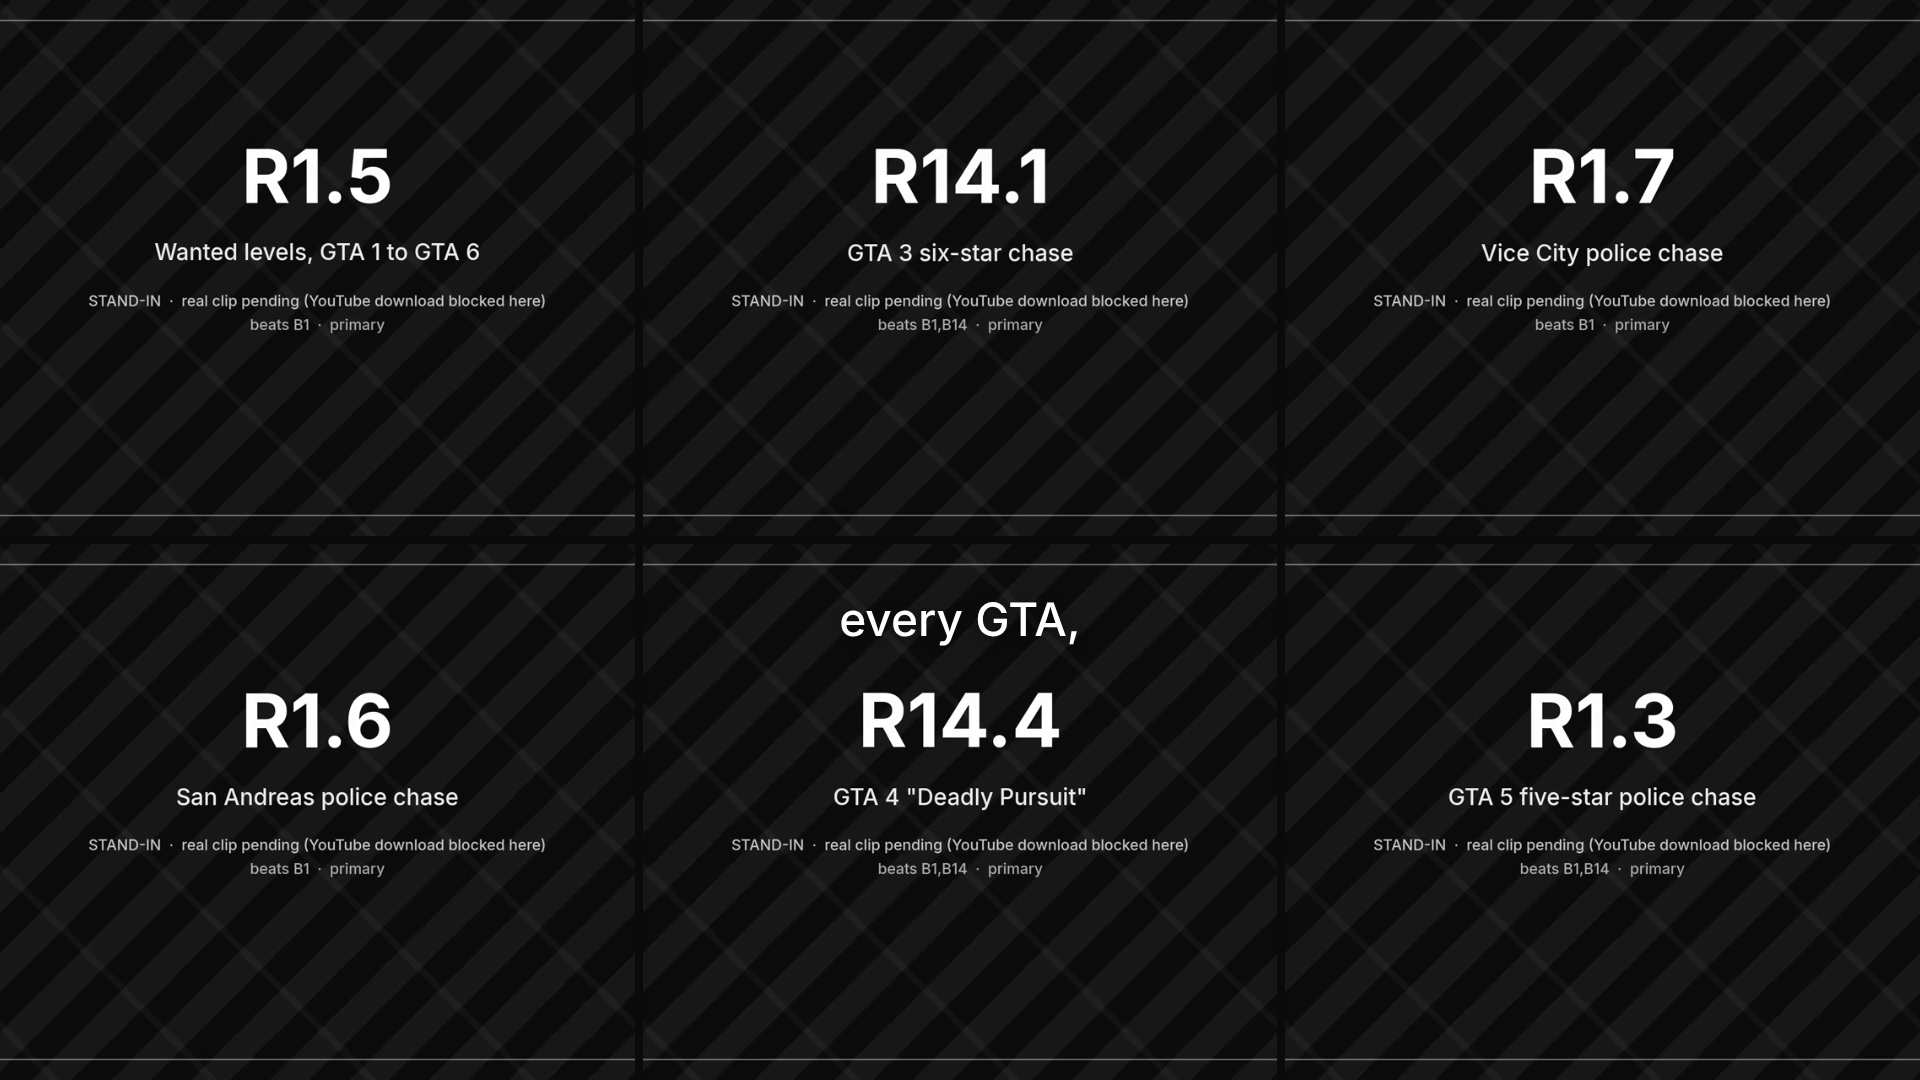 R1.5
Wanted levels, GTA 1 to GTA 6
STAND-IN · real clip pending (YouTube download blocked here)
beats B1 · primary
R14.1
GTA 3 six-star chase
STAND-IN · real clip pending (YouTube download blocked here)
beats B1,B14 · primary
R1.7
Vice City police chase
STAND-IN · real clip pending (YouTube download blocked here)
beats B1 · primary
R1.6
San Andreas police chase
STAND-IN · real clip pending (YouTube download blocked here)
beats B1 · primary
every GTA,
R14.4
GTA 4 "Deadly Pursuit"
STAND-IN · real clip pending (YouTube download blocked here)
beats B1,B14 · primary
R1.3
GTA 5 five-star police chase
STAND-IN · real clip pending (YouTube download blocked here)
beats B1,B14 · primary